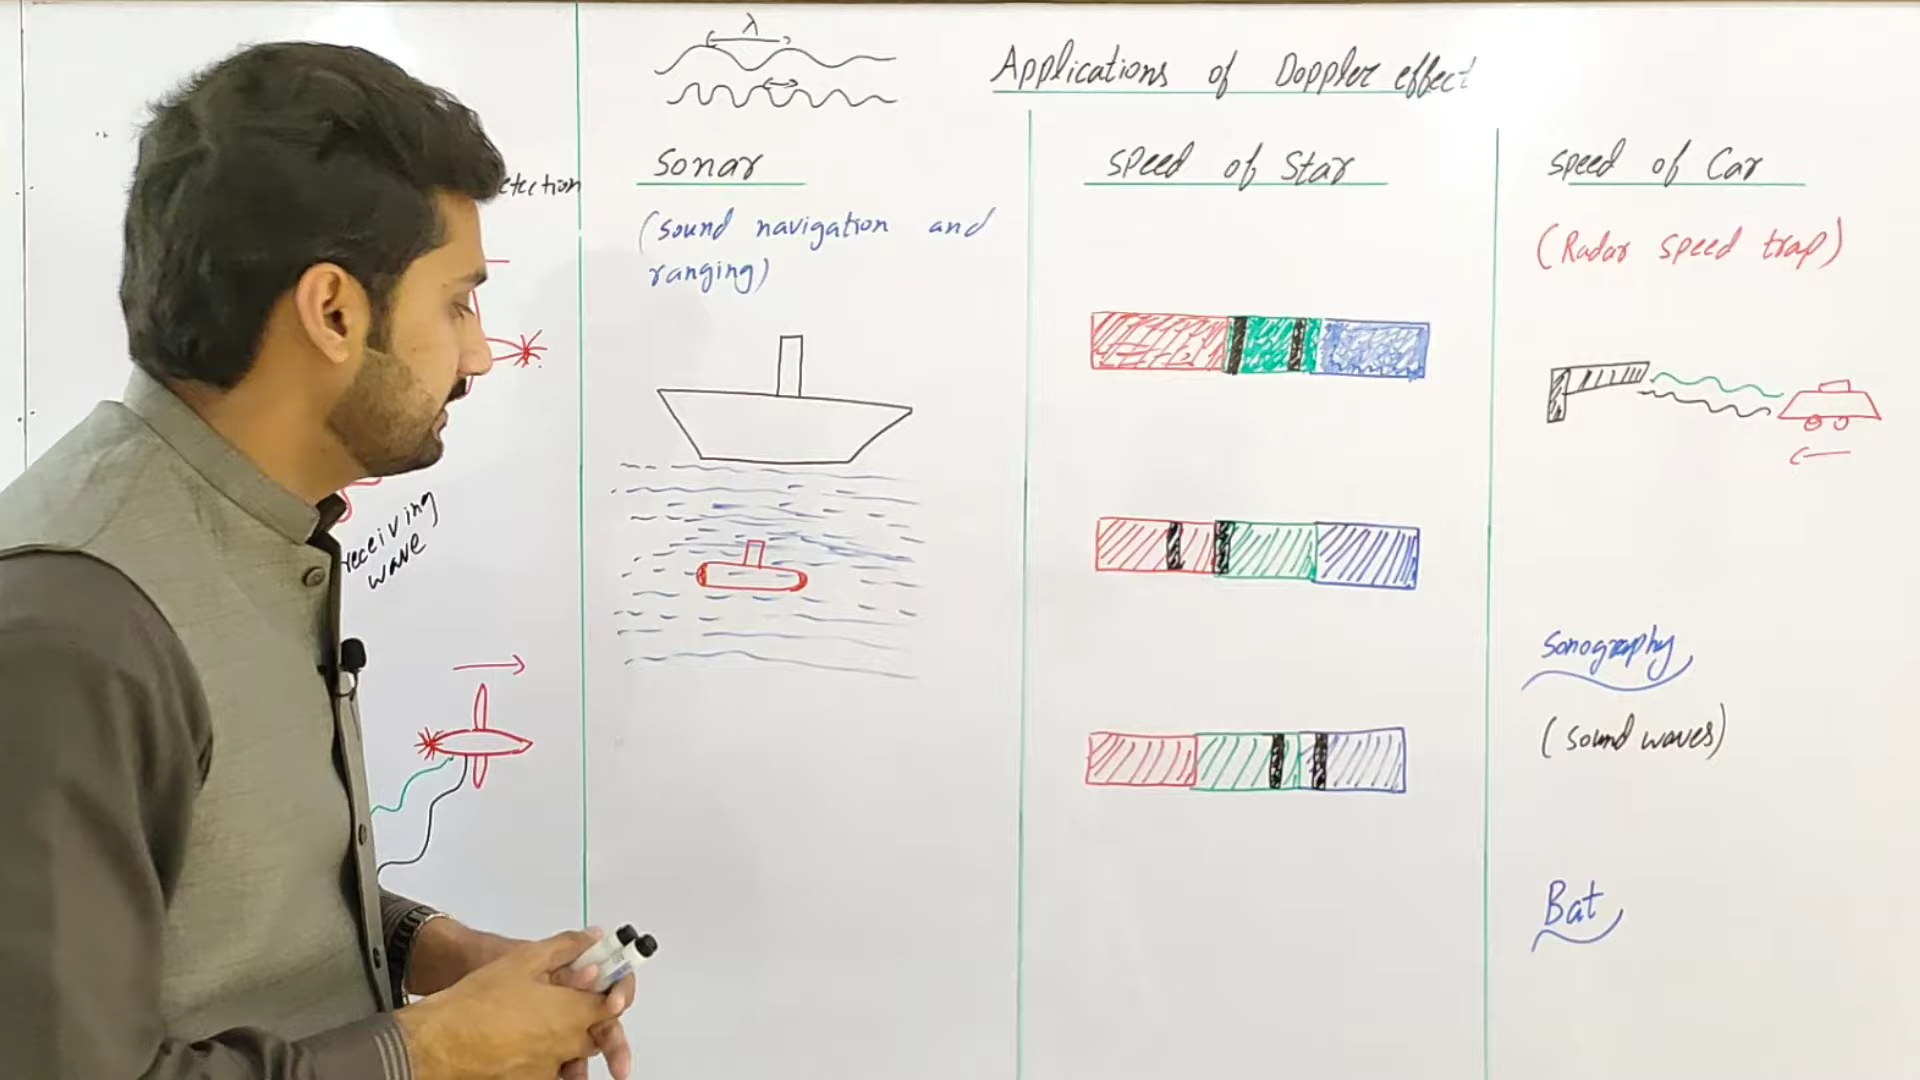 λ
Applications of Doppler effect
etection
receiving
wave
Sonar
(sound navigation and
ranging)
speed of Star
speed of Car
(Radar speed trap)
Sonography
(sound waves)
Bat